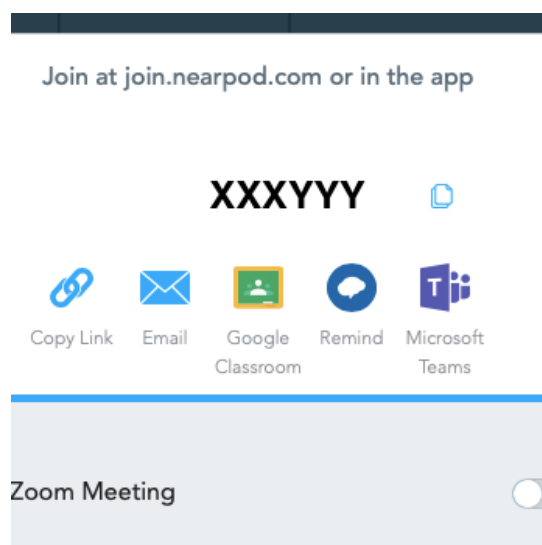 Join at join.nearpod.com or in the app
XXXYYY
Copy Link Email Google Classroom Remind Microsoft Teams
Zoom Meeting